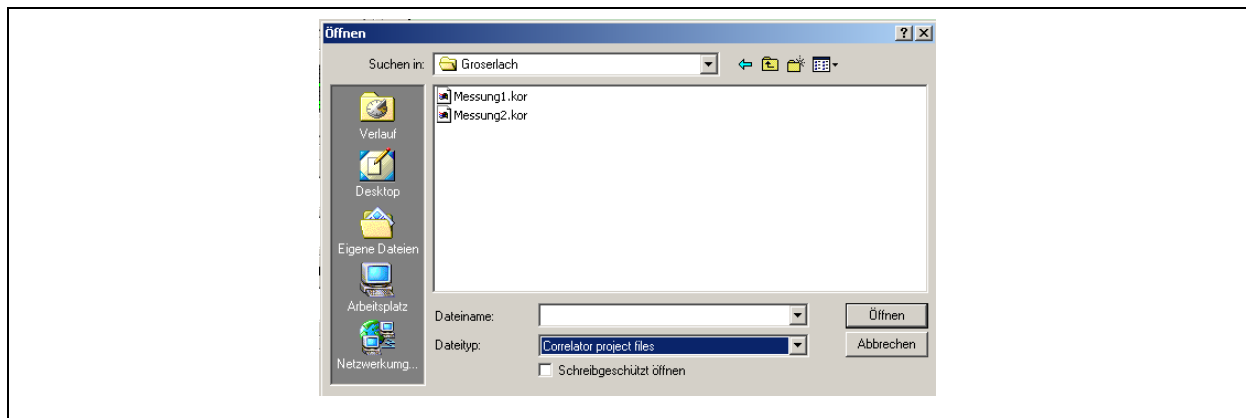 Öffnen
Suchen in: Groserlach
Messung1.kor
Messung2.kor
Verlauf
Desktop
Eigene Dateien
Arbeitsplatz
Netzwerkumg...
Dateiname:
Öffnen
Dateityp: Correlator project files
Abbrechen
Schreibgeschützt öffnen